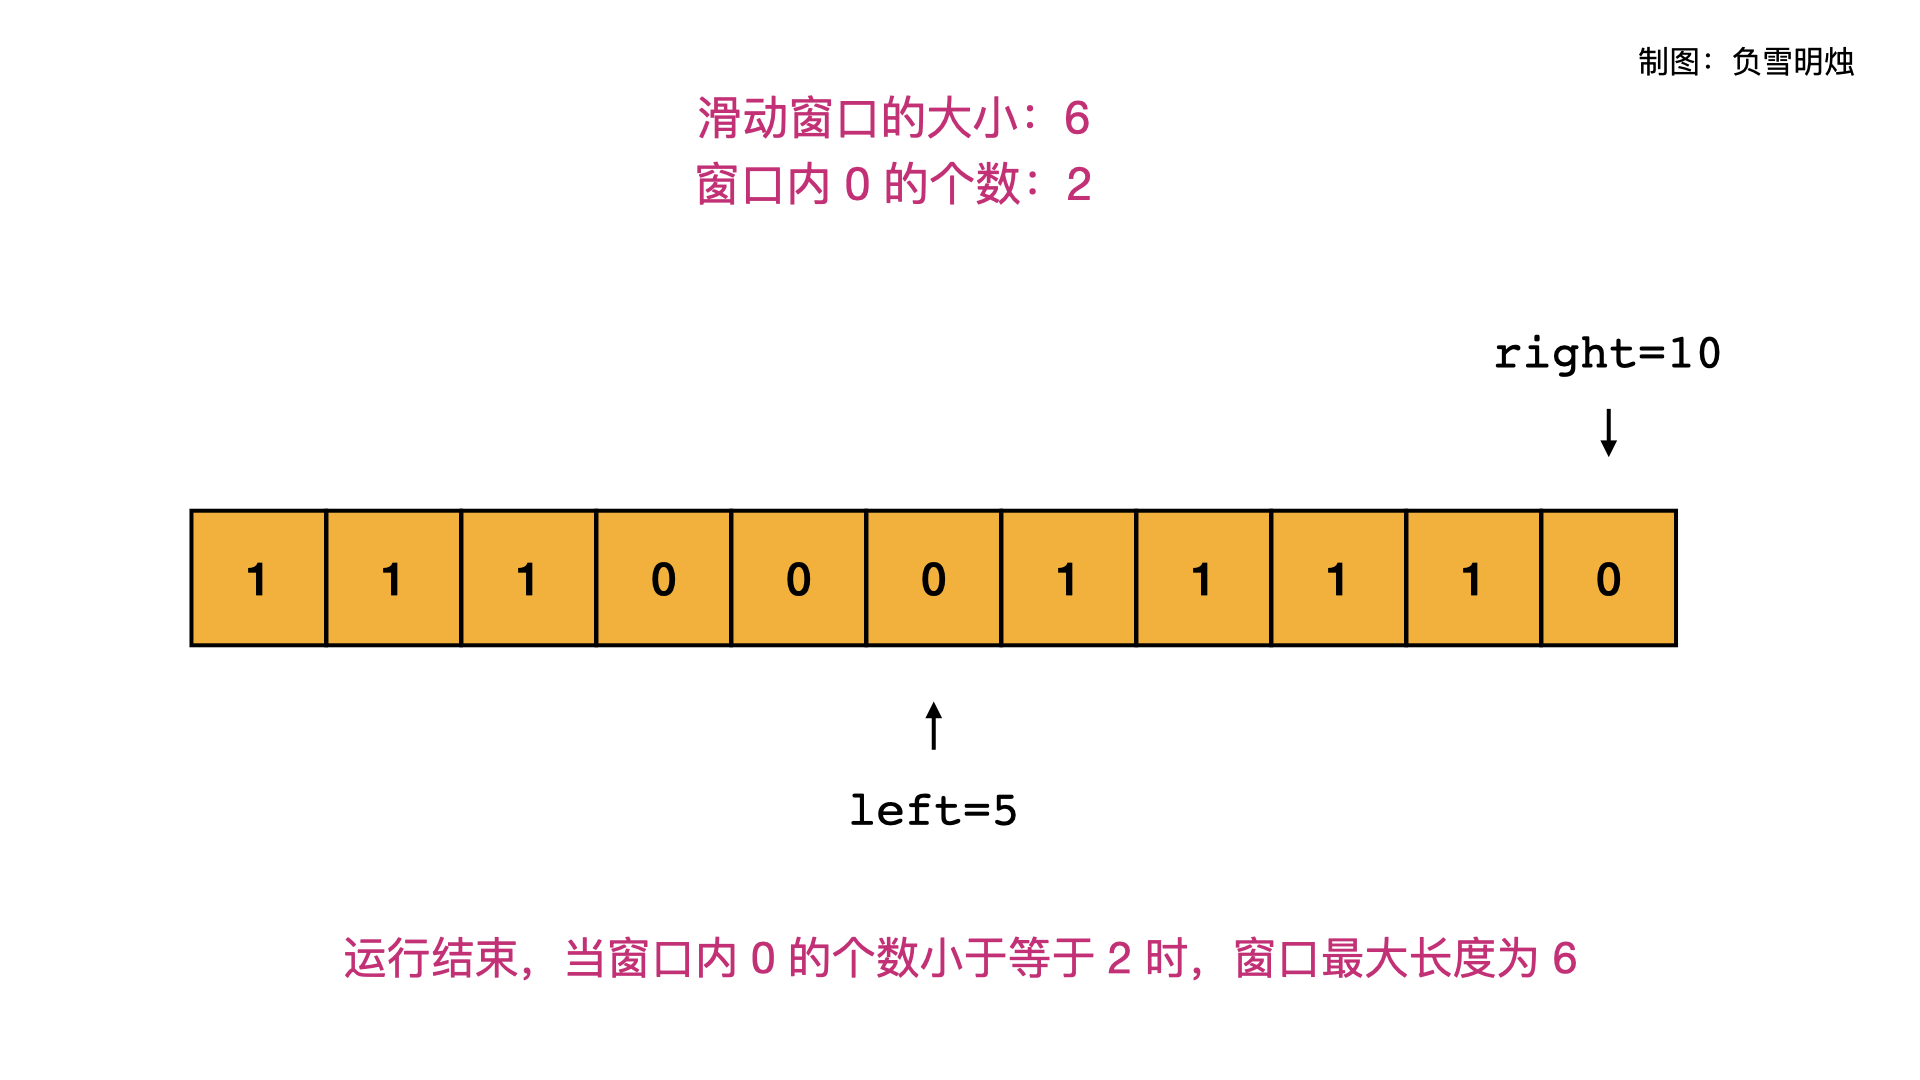 制图：负雪明烛
滑动窗口的大小：6
窗口内 0 的个数：2
right=10
1 1 1 0 0 0 1 1 1 1 0
left=5
运行结束，当窗口内 0 的个数小于等于 2 时，窗口最大长度为 6